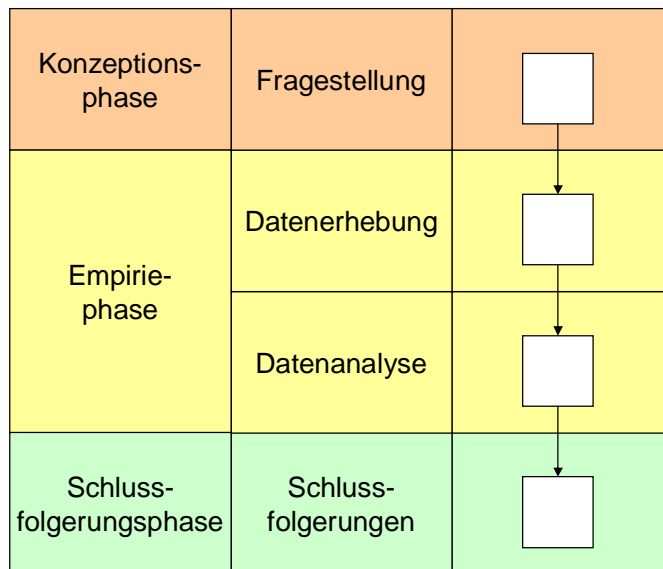 Konzeptions-
phase
Fragestellung
Empirie-
phase
Datenerhebung
Datenanalyse
Schluss-
folgerungsphase
Schluss-
folgerungen